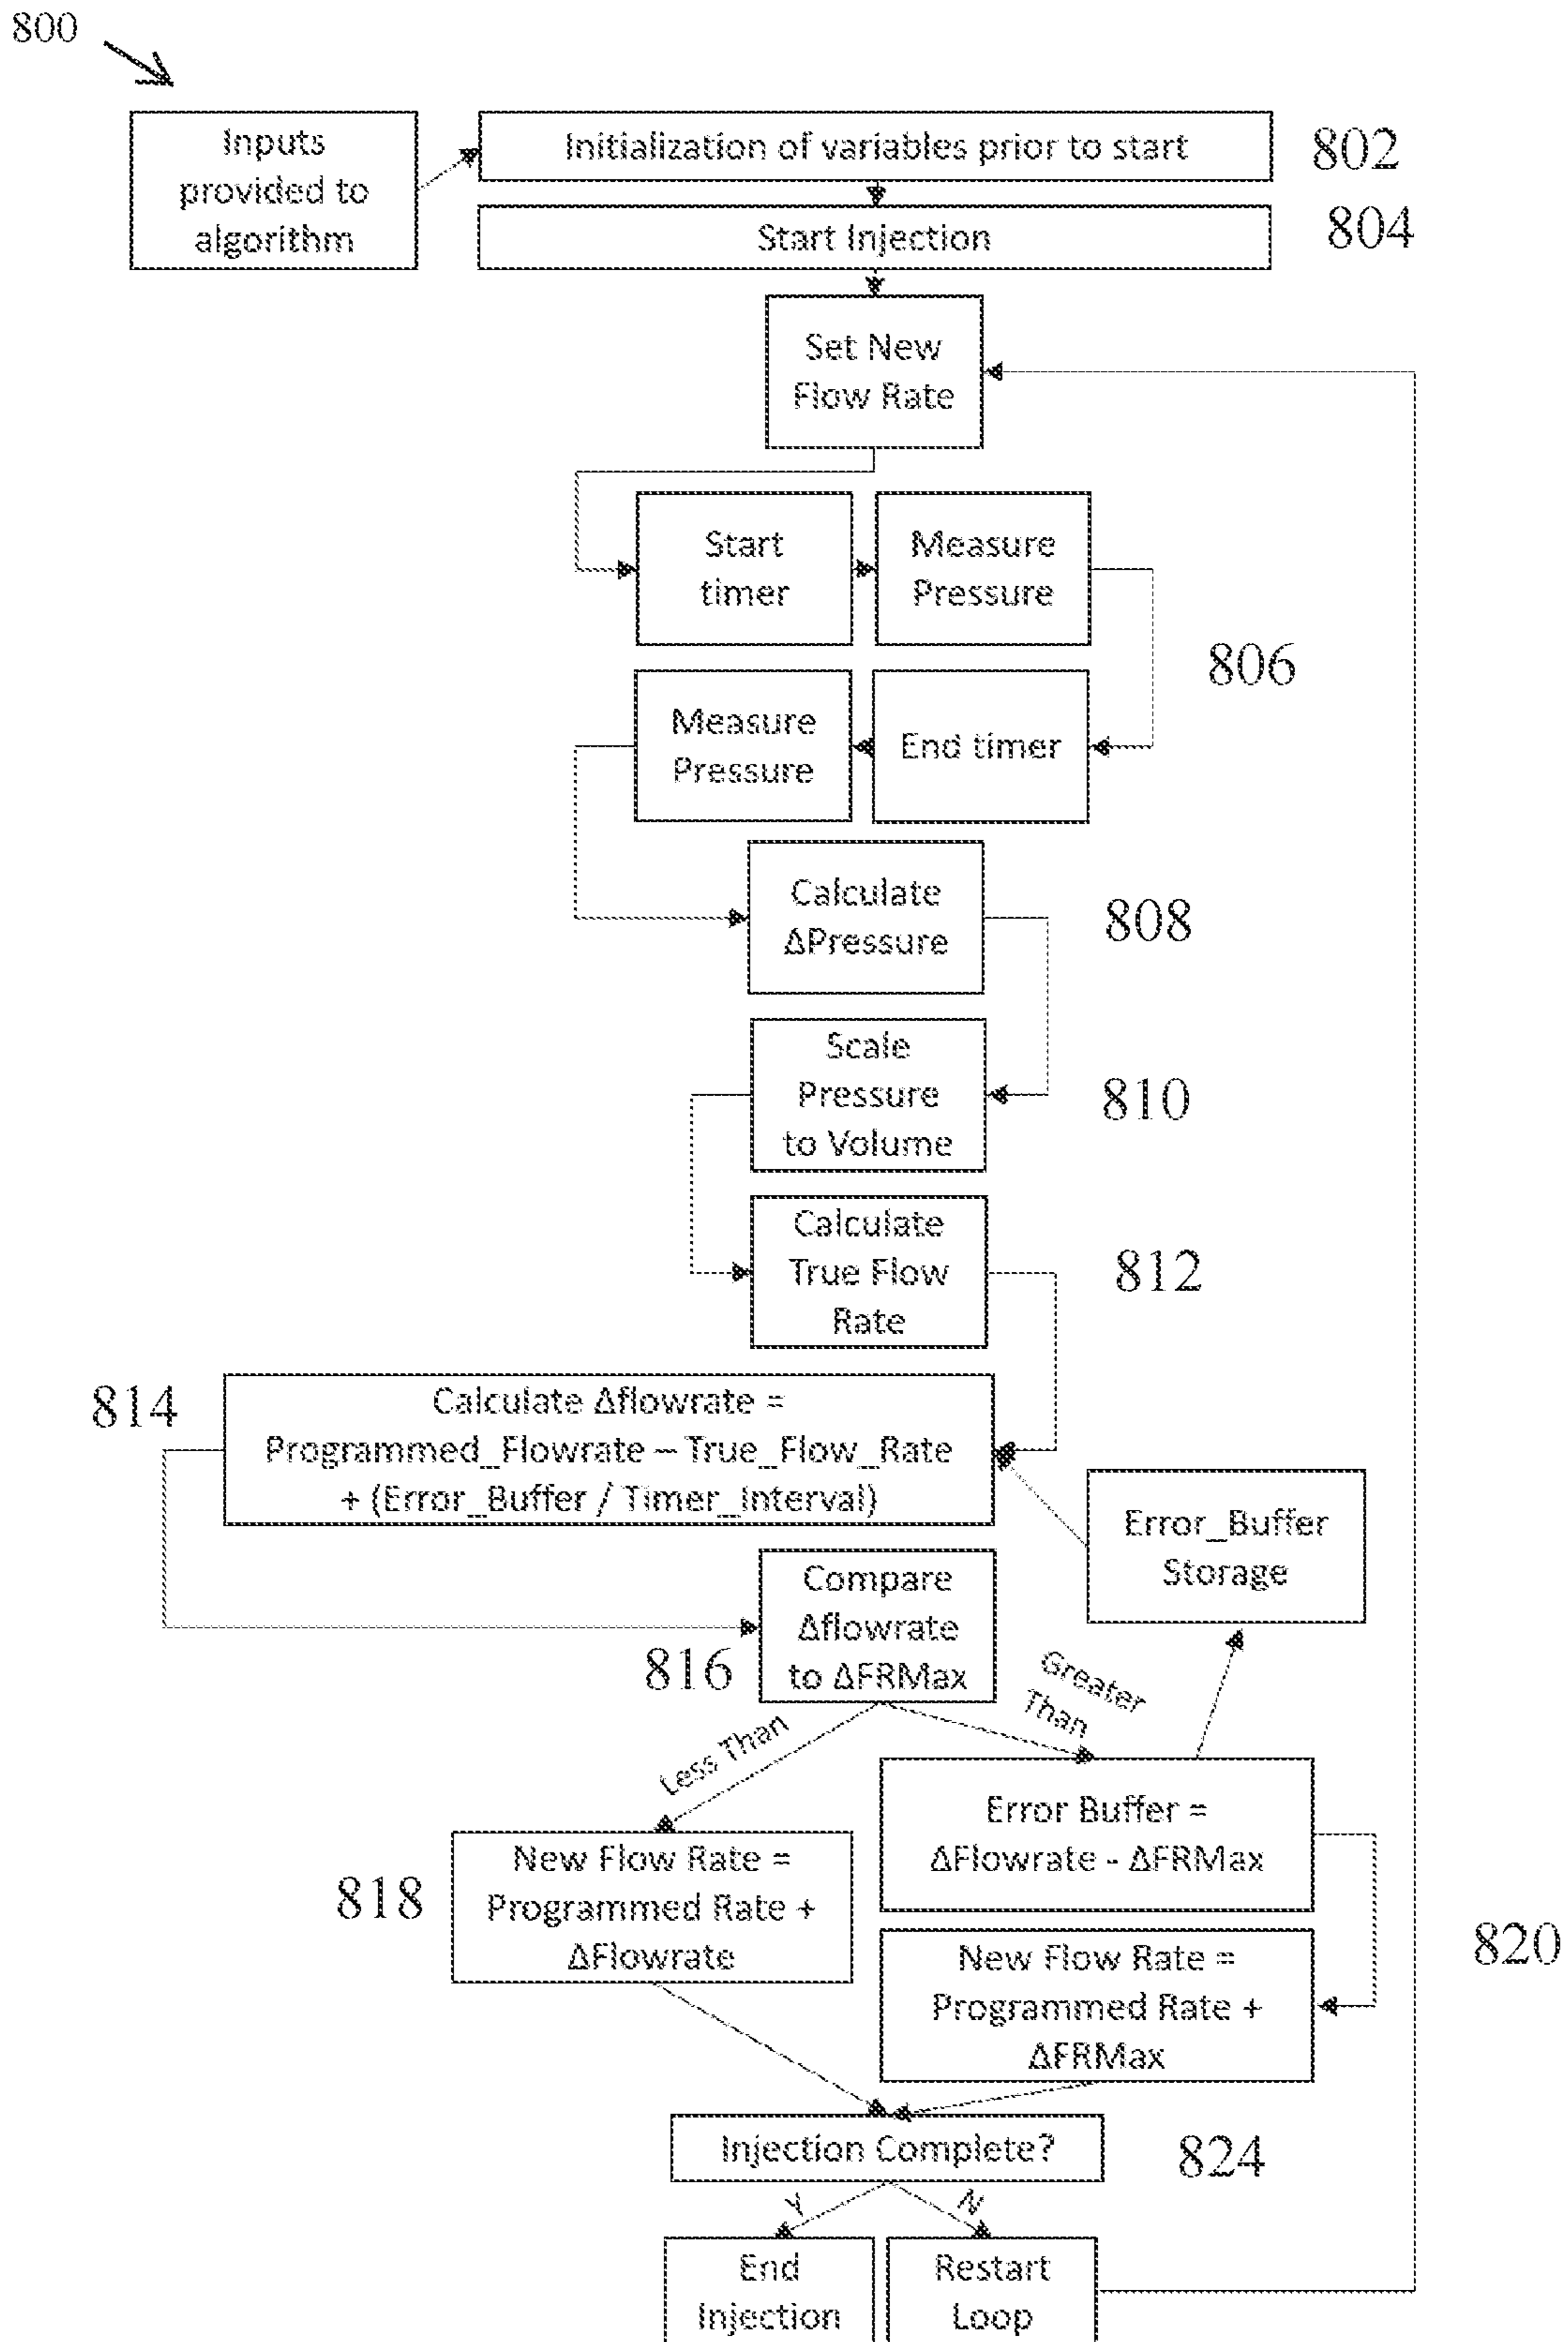 800
Inputs
provided to
algorithm
Initialization of variables prior to start
802
Start Injection
804
Set New
Flow Rate
Start
timer
Measure
Pressure
806
Measure
Pressure
End timer
Calculate
ΔPressure
808
Scale
Pressure
to Volume
810
Calculate
True Flow
Rate
812
814
Calculate Δflowrate =
Programmed_Flowrate – True_Flow_Rate
+ (Error_Buffer / Timer_Interval)
Error_Buffer
Storage
Compare
Δflowrate
to ΔFRMax
816
Less Than
Greater
Than
Error Buffer =
ΔFlowrate - ΔFRMax
818
New Flow Rate =
Programmed Rate +
ΔFlowrate
New Flow Rate =
Programmed Rate +
ΔFRMax
820
Injection Complete?
824
Y
N
End
Injection
Restart
Loop